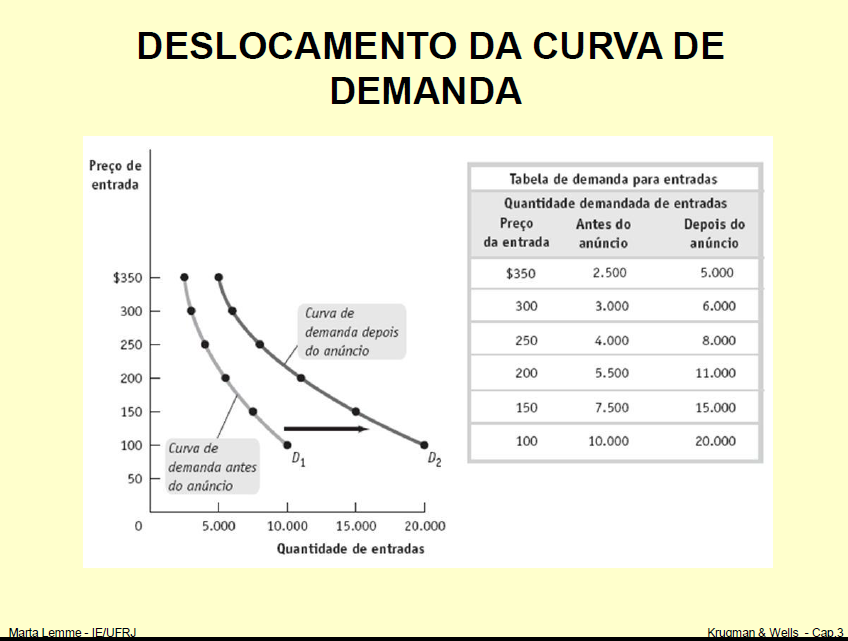 DESLOCAMENTO DA CURVA DE
DEMANDA
Preço de
entrada
$350
300
250
200
150
100
50
0
5.000
10.000
15.000
20.000
Quantidade de entradas
Curva de
demanda depois
do anúncio
Curva de
demanda antes
do anúncio
D1
D2
Tabela de demanda para entradas
Quantidade demandada de entradas
Preço Antes do Depois do
da entrada anúncio anúncio
$350 2.500 5.000
300 3.000 6.000
250 4.000 8.000
200 5.500 11.000
150 7.500 15.000
100 10.000 20.000
Marta Lemme - IE/UFRJ
Krugman & Wells - Cap.3